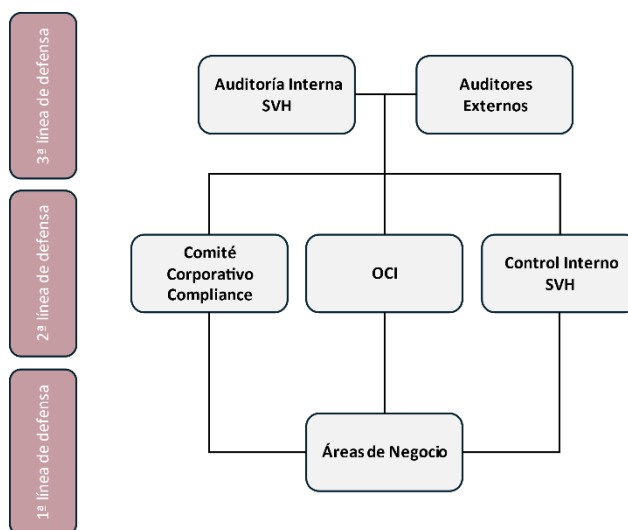 3ª línea de defensa
Auditoría Interna
SVH
Auditores
Externos
2ª línea de defensa
Comité
Corporativo
Compliance
OCI
Control Interno
SVH
1ª línea de defensa
Áreas de Negocio